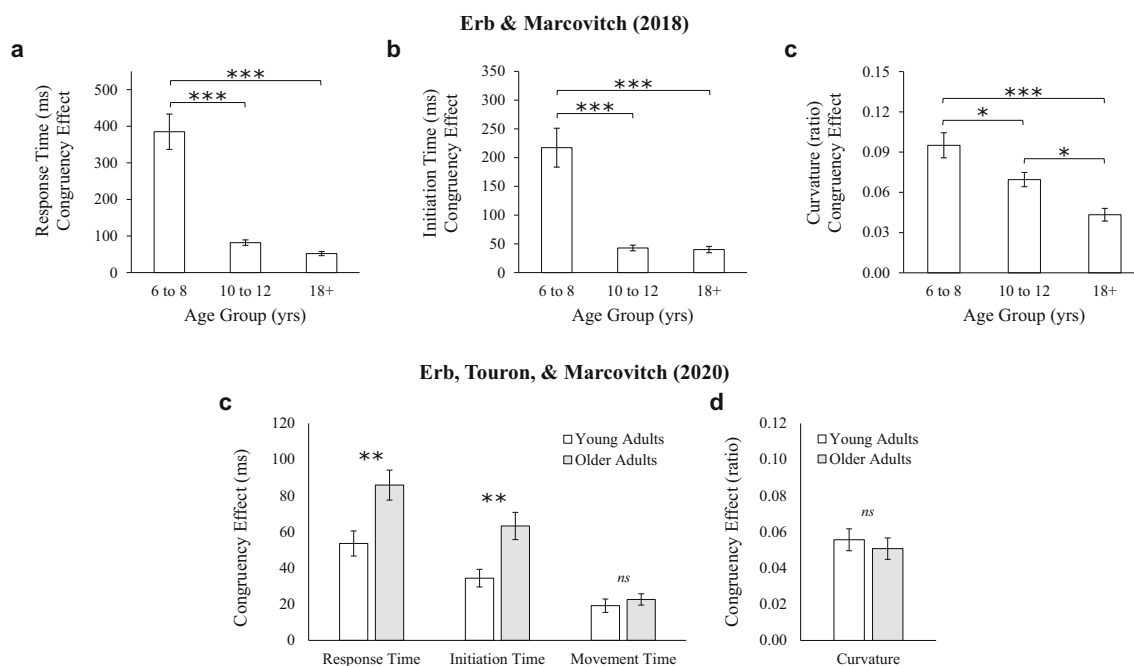 Erb & Marcovitch (2018)
a
Response Time (ms)
Congruency Effect
500
400
300
200
100
0
***
***
6 to 8
10 to 12
18+
Age Group (yrs)
b
Initiation Time (ms)
Congruency Effect
350
300
250
200
150
100
50
0
***
***
6 to 8
10 to 12
18+
Age Group (yrs)
c
Curvature (ratio)
Congruency Effect
0.15
0.12
0.09
0.06
0.03
0.00
***
*
*
6 to 8
10 to 12
18+
Age Group (yrs)
Erb, Touron, & Marcovitch (2020)
c
Congruency Effect (ms)
120
100
80
60
40
20
0
Young Adults
Older Adults
**
**
ns
Response Time
Initiation Time
Movement Time
d
Congruency Effect (ratio)
0.12
0.10
0.08
0.06
0.04
0.02
0.00
Young Adults
Older Adults
ns
Curvature